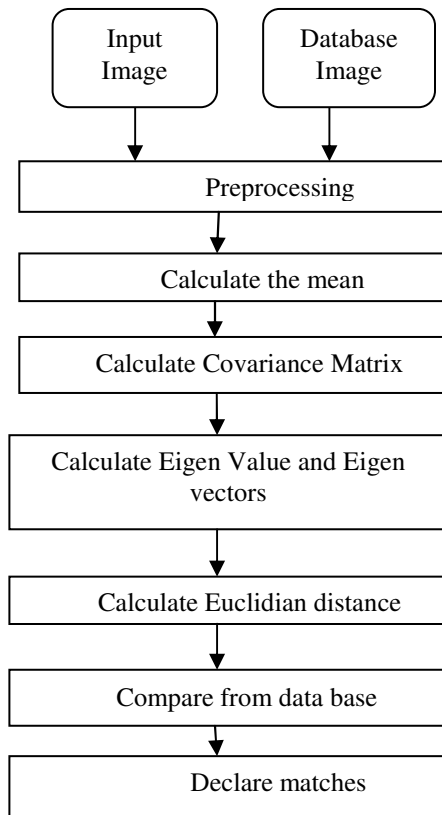 Input
Image
Database
Image
Preprocessing
Calculate the mean
Calculate Covariance Matrix
Calculate Eigen Value and Eigen
vectors
Calculate Euclidian distance
Compare from data base
Declare matches